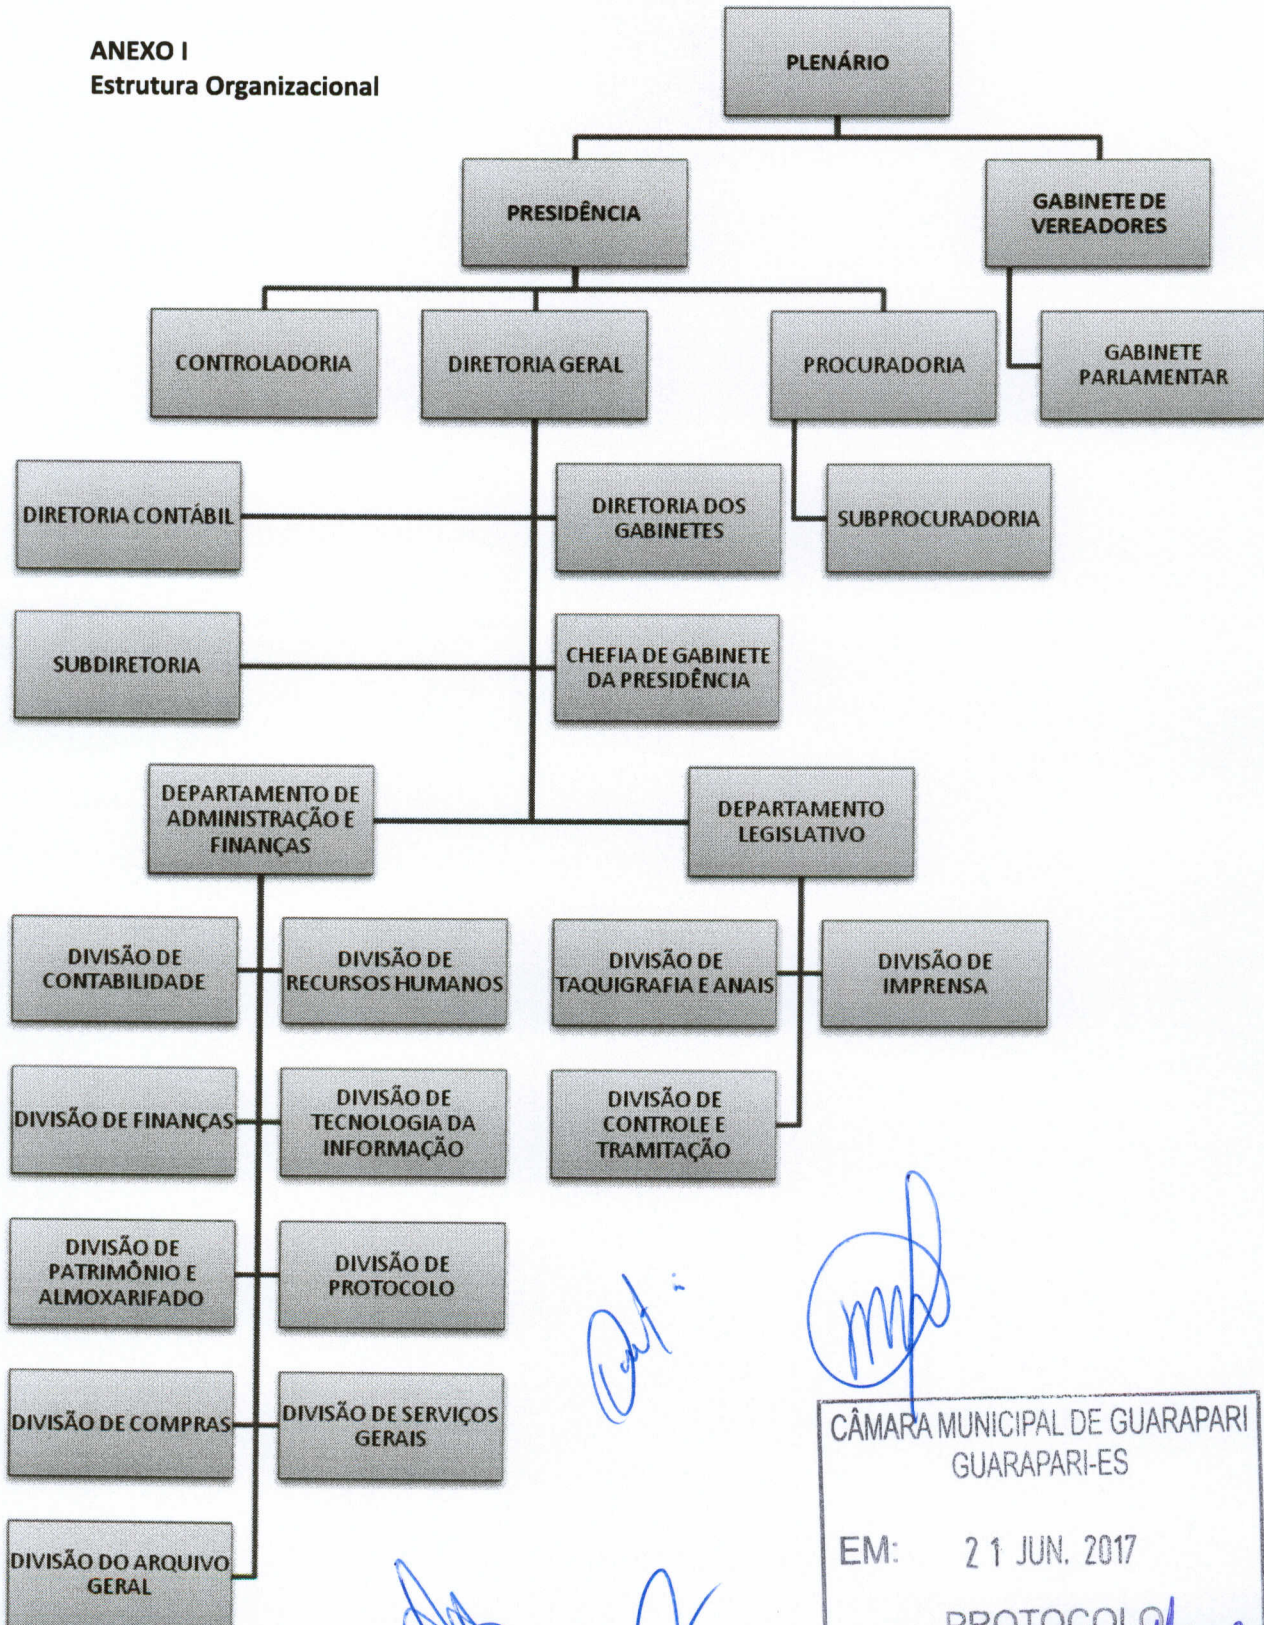 ANEXO I
Estrutura Organizacional
PLENÁRIO
PRESIDÊNCIA
GABINETE DE
VEREADORES
CONTROLADORIA
DIRETORIA GERAL
PROCURADORIA
GABINETE
PARLAMENTAR
DIRETORIA CONTÁBIL
DIRETORIA DOS
GABINETES
SUBPROCURADORIA
SUBDIRETORIA
CHEFIA DE GABINETE
DA PRESIDÊNCIA
DEPARTAMENTO DE
ADMINISTRAÇÃO E
FINANÇAS
DEPARTAMENTO
LEGISLATIVO
DIVISÃO DE
CONTABILIDADE
DIVISÃO DE
RECURSOS HUMANOS
DIVISÃO DE
TAQUIGRAFIA E ANAIS
DIVISÃO DE
IMPRENSA
DIVISÃO DE FINANÇAS
DIVISÃO DE
TECNOLOGIA DA
INFORMAÇÃO
DIVISÃO DE
CONTROLE E
TRAMITAÇÃO
DIVISÃO DE
PATRIMÔNIO E
ALMOXARIFADO
DIVISÃO DE
PROTOCOLO
DIVISÃO DE COMPRAS
DIVISÃO DE SERVIÇOS
GERAIS
DIVISÃO DO ARQUIVO
GERAL
CÂMARA MUNICIPAL DE GUARAPARI
GUARAPARI-ES
EM: 21 JUN. 2017
PROTOCOLO